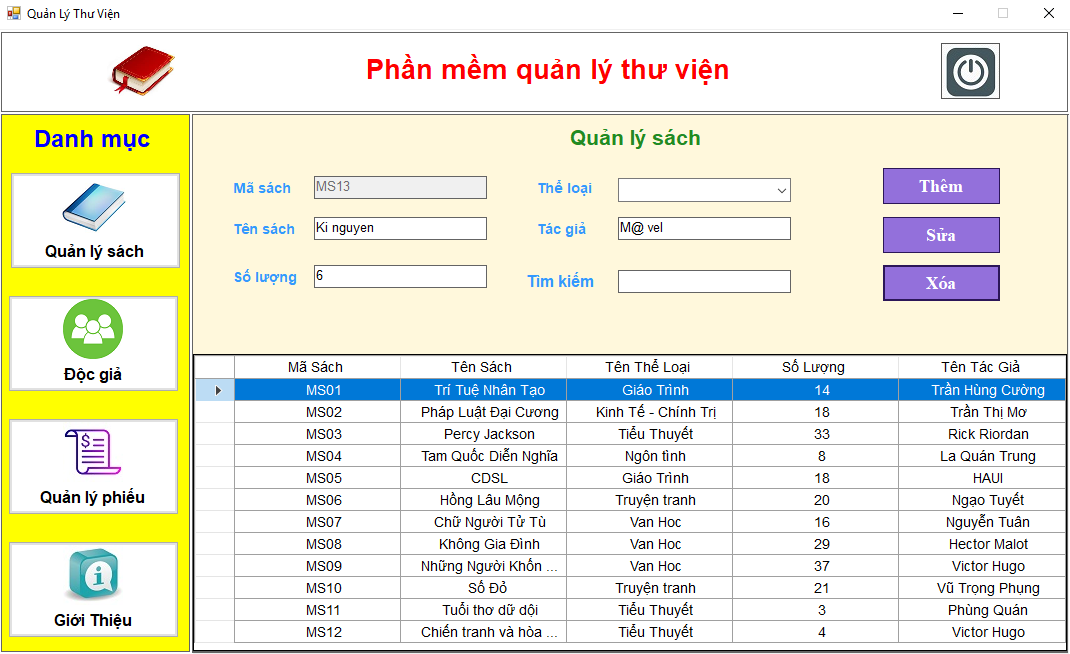 Quản Lý Thư Viện
Phần mềm quản lý thư viện
Danh mục
Quản lý sách
Độc giả
Quản lý phiếu
Giới Thiệu
Quản lý sách
Mã sách MS13 Thể loại Thêm
Tên sách Ki nguyen Tác giả M@ vel Sửa
Số lượng 6 Tìm kiếm Xóa
Mã Sách Tên Sách Tên Thể Loại Số Lượng Tên Tác Giả
MS01 Trí Tuệ Nhân Tạo Giáo Trình 14 Trần Hùng Cường
MS02 Pháp Luật Đại Cương Kinh Tế - Chính Trị 18 Trần Thị Mơ
MS03 Percy Jackson Tiểu Thuyết 33 Rick Riordan
MS04 Tam Quốc Diễn Nghĩa Ngôn tình 8 La Quán Trung
MS05 CDSL Giáo Trình 18 HAUI
MS06 Hồng Lâu Mộng Truyện tranh 20 Ngạo Tuyết
MS07 Chữ Người Tử Tù Van Hoc 16 Nguyễn Tuân
MS08 Không Gia Đình Van Hoc 29 Hector Malot
MS09 Những Người Khốn ... Van Hoc 37 Victor Hugo
MS10 Số Đỏ Truyện tranh 21 Vũ Trọng Phụng
MS11 Tuổi thơ dữ dội Tiểu Thuyết 3 Phùng Quán
MS12 Chiến tranh và hòa ... Tiểu Thuyết 4 Victor Hugo